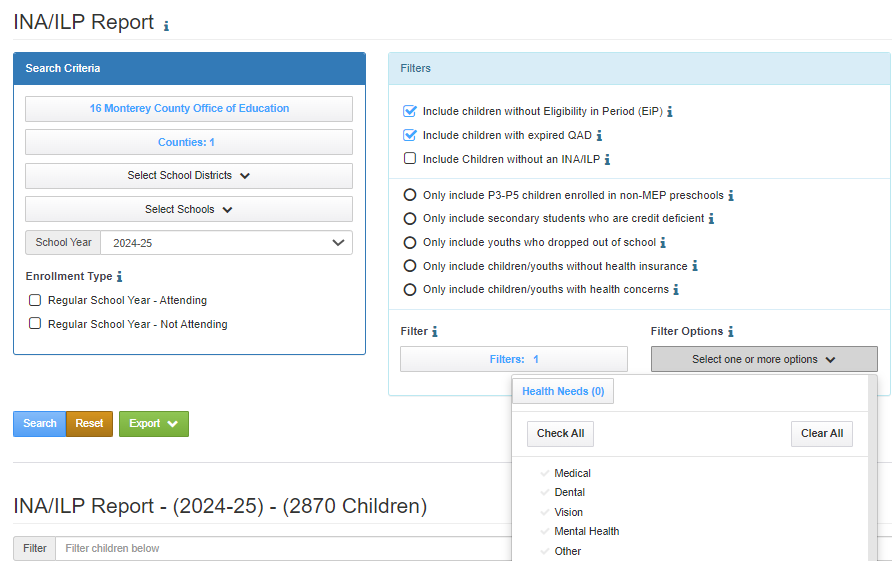 INA/ILP Report
Search Criteria
16 Monterey County Office of Education
Counties: 1
Select School Districts
Select Schools
School Year 2024-25
Enrollment Type
Regular School Year - Attending
Regular School Year - Not Attending
Filters
Include children without Eligibility in Period (EiP)
Include children with expired QAD
Include Children without an INA/ILP
Only include P3-P5 children enrolled in non-MEP preschools
Only include secondary students who are credit deficient
Only include youths who dropped out of school
Only include children/youths without health insurance
Only include children/youths with health concerns
Filter
Filters: 1
Filter Options
Select one or more options
Health Needs (0)
Check All Clear All
Medical
Dental
Vision
Mental Health
Other
Search Reset Export
INA/ILP Report - (2024-25) - (2870 Children)
Filter Filter children below